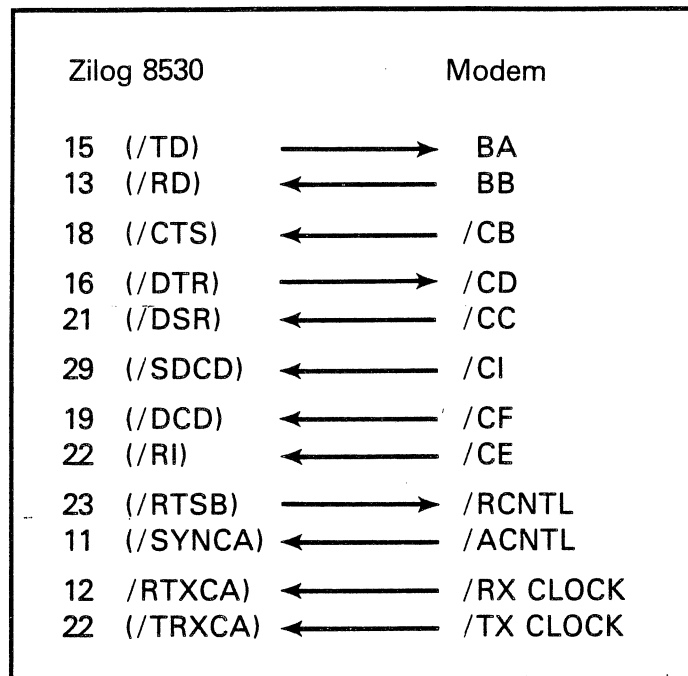 Zilog 8530 Modem
15 (/TD) BA
13 (/RD) BB
18 (/CTS) /CB
16 (/DTR) /CD
21 (/DSR) /CC
29 (/SDCD) /CI
19 (/DCD) /CF
22 (/RI) /CE
23 (/RTSB) /RCNTL
11 (/SYNCA) /ACNTL
12 /RTXCA) /RX CLOCK
22 (/TRXCA) /TX CLOCK